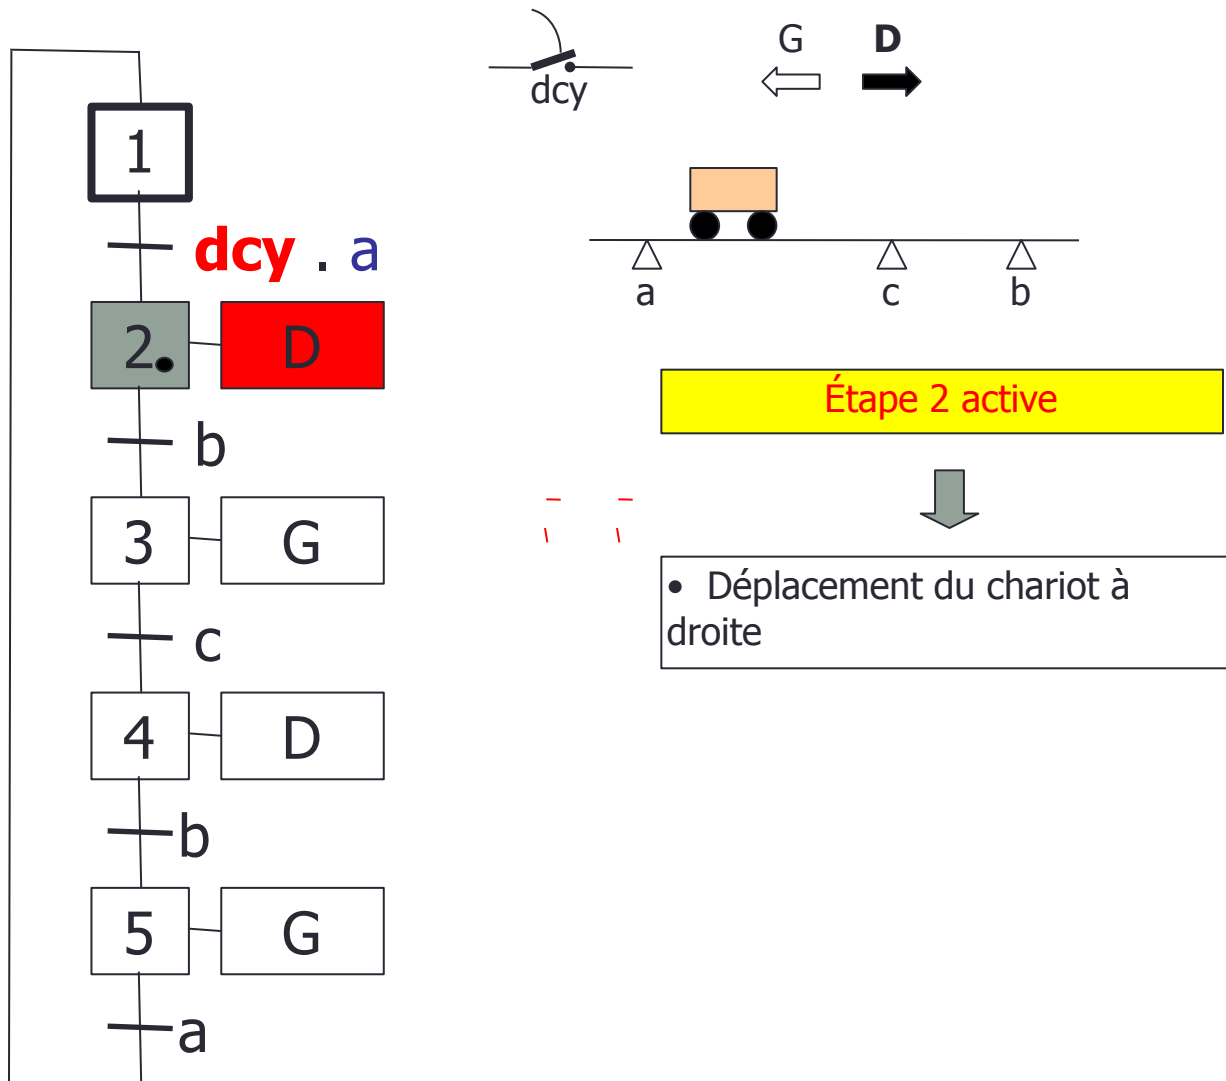 dcy
G D
1
dcy . a
a c b
2 D
Étape 2 active
b
3 G
• Déplacement du chariot à
droite
c
4 D
b
5 G
a